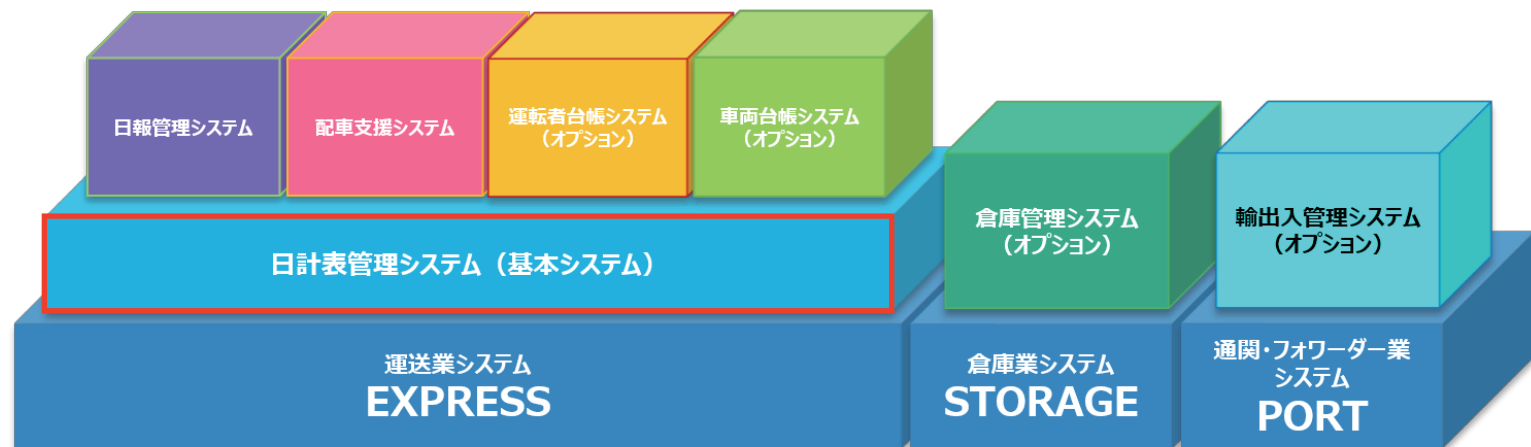 日報管理システム
配車支援システム
運転者台帳システム
（オプション）
車両台帳システム
（オプション）
日計表管理システム（基本システム）
倉庫管理システム
（オプション）
輸出入管理システム
（オプション）
運送業システム
EXPRESS
倉庫業システム
STORAGE
通関・フォワーダー業
システム
PORT